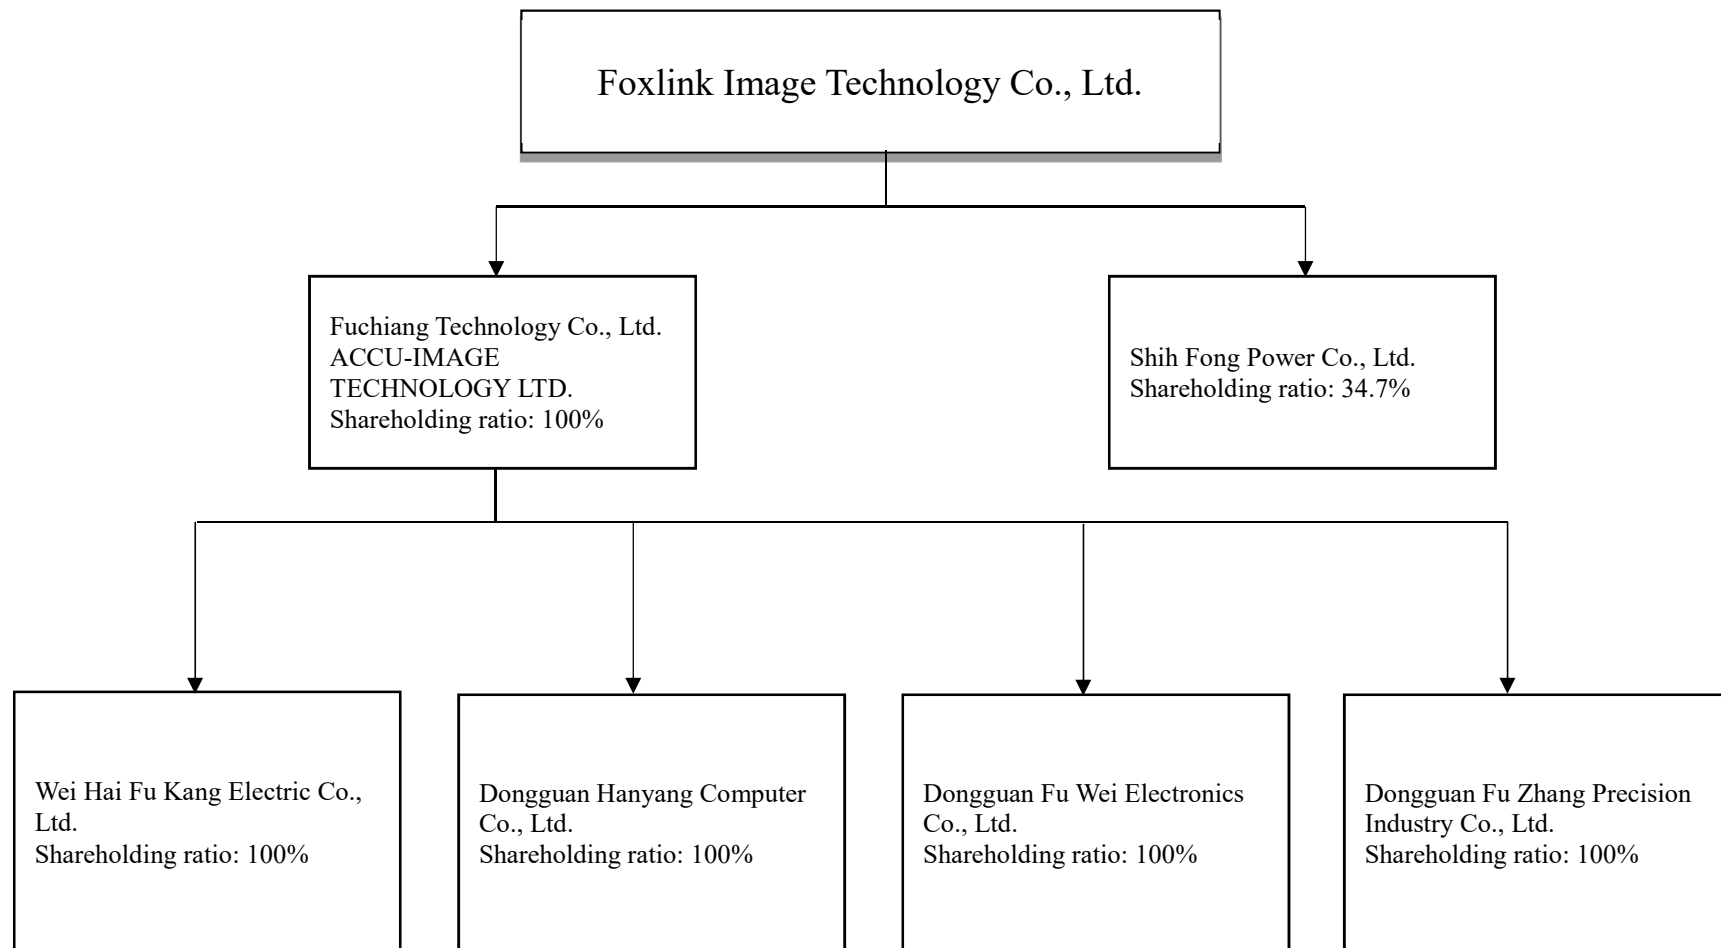 Foxlink Image Technology Co., Ltd.
Fuchiang Technology Co., Ltd.
ACCU-IMAGE
TECHNOLOGY LTD.
Shareholding ratio: 100%
Shih Fong Power Co., Ltd.
Shareholding ratio: 34.7%
Wei Hai Fu Kang Electric Co.,
Ltd.
Shareholding ratio: 100%
Dongguan Hanyang Computer
Co., Ltd.
Shareholding ratio: 100%
Dongguan Fu Wei Electronics
Co., Ltd.
Shareholding ratio: 100%
Dongguan Fu Zhang Precision
Industry Co., Ltd.
Shareholding ratio: 100%